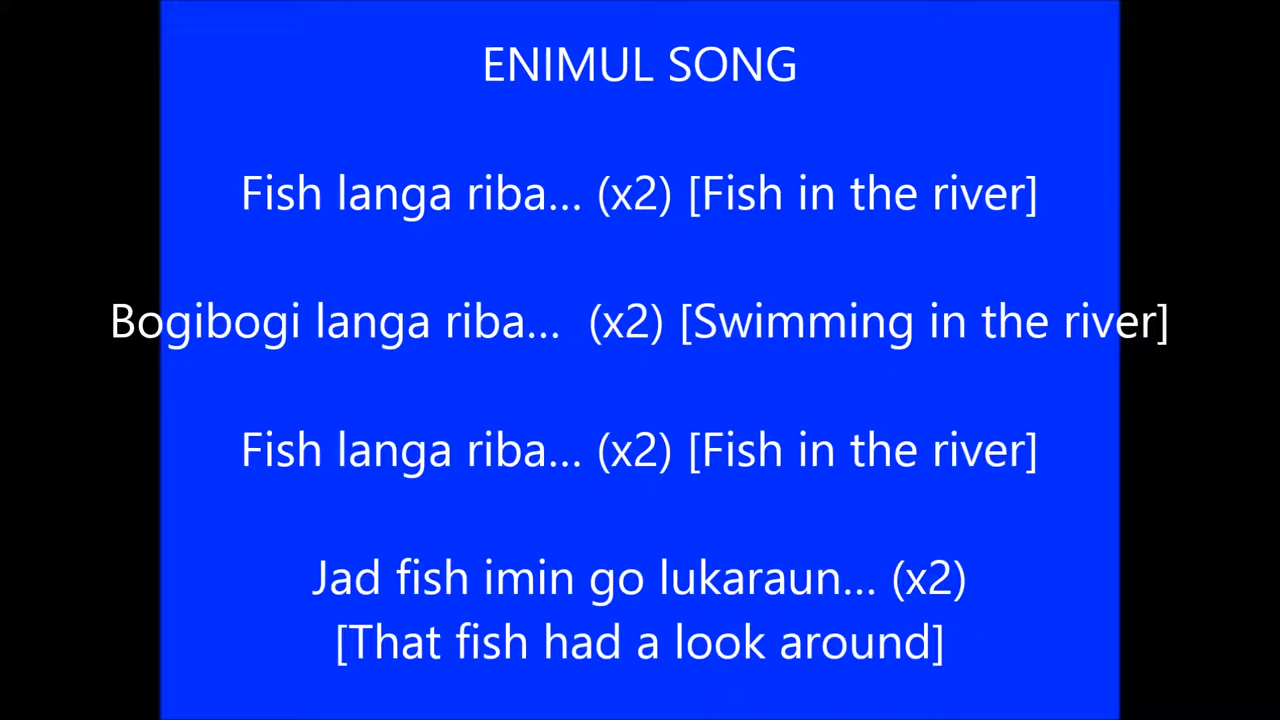 ENIMUL SONG
Fish langa riba... (x2) [Fish in the river]
Bogibogi langa riba...  (x2) [Swimming in the river]
Fish langa riba... (x2) [Fish in the river]
Jad fish imin go lukaraun... (x2)
[That fish had a look around]